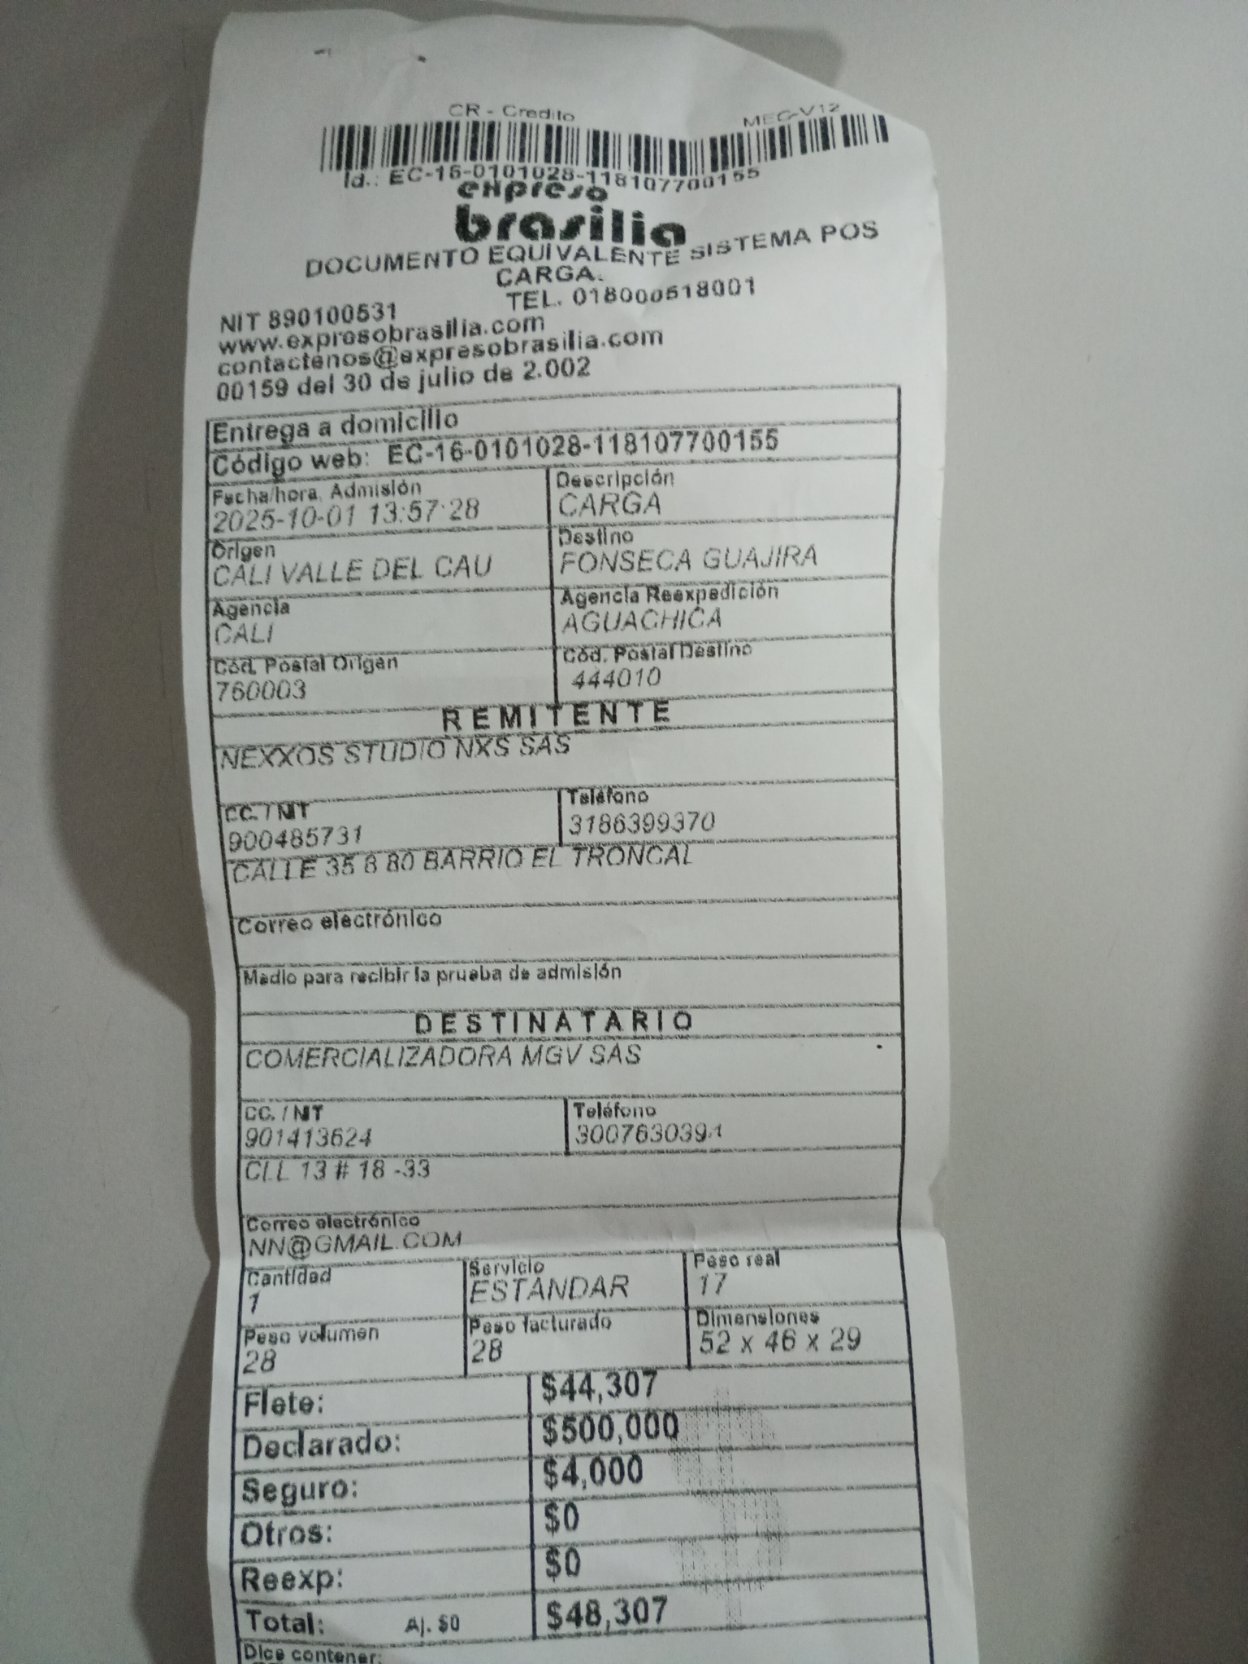 CR - Credito MEC-V12
Id.: EC-16-0101028-118107700155
expreso
brasilia
DOCUMENTO EQUIVALENTE SISTEMA POS
CARGA.
NIT 890100531 TEL. 018000518001
www.expresobrasilia.com
contactenos@expresobrasilia.com
00159 del 30 de julio de 2.002
Entrega a domicilio
Código web: EC-16-0101028-118107700155
Fecha/hora Admisión Descripción
2025-10-01 13:57:28 CARGA
Origen Destino
CALI VALLE DEL CAU FONSECA GUAJIRA
Agencia Agencia Reexpedición
CALI AGUACHICA
Cód. Postal Origen Cód. Postal Destino
760003 444010
REMITENTE
NEXXOS STUDIO NXS SAS
CC. / NIT Teléfono
900485731 3186399370
CALLE 35 8 80 BARRIO EL TRONCAL
Correo electrónico
Medio para recibir la prueba de admisión
DESTINATARIO
COMERCIALIZADORA MGV SAS
CC. / NIT Teléfono
901413624
CLL 13 # 18 -33
Correo electrónico
NN@GMAIL.COM
Cantidad Servicio Peso real
1 ESTANDAR 17
Peso volumen Peso facturado Dimensiones
28 28 52 x 46 x 29
Flete: $44,307
Declarado: $500,000
Seguro: $4,000
Otros: $0
Reexp: $0
Total: Aj. $0 $48,307
Dice contener: